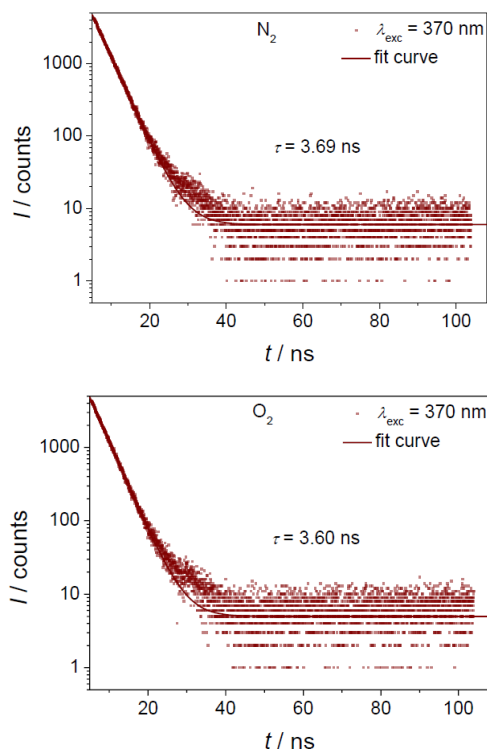 N₂
λexc = 370 nm
fit curve
τ = 3.69 ns
I / counts
1000
100
10
1
20
40
60
80
100
t / ns
O₂
λexc = 370 nm
fit curve
τ = 3.60 ns
I / counts
1000
100
10
1
20
40
60
80
100
t / ns